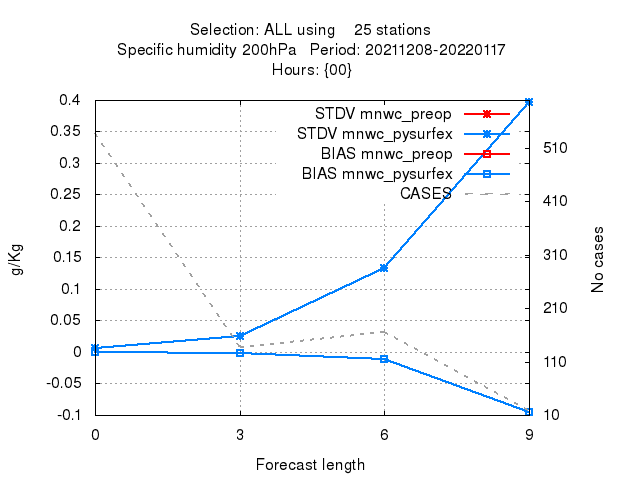 Selection: ALL using 25 stations
Specific humidity 200hPa Period: 20211208-20220117
Hours: {00}
STDV mnwc_preop
STDV mnwc_pysurfex
BIAS mnwc_preop
BIAS mnwc_pysurfex
CASES
g/Kg
0.4
0.35
0.3
0.25
0.2
0.15
0.1
0.05
0
-0.05
-0.1
No cases
510
410
310
210
110
10
0 3 6 9
Forecast length